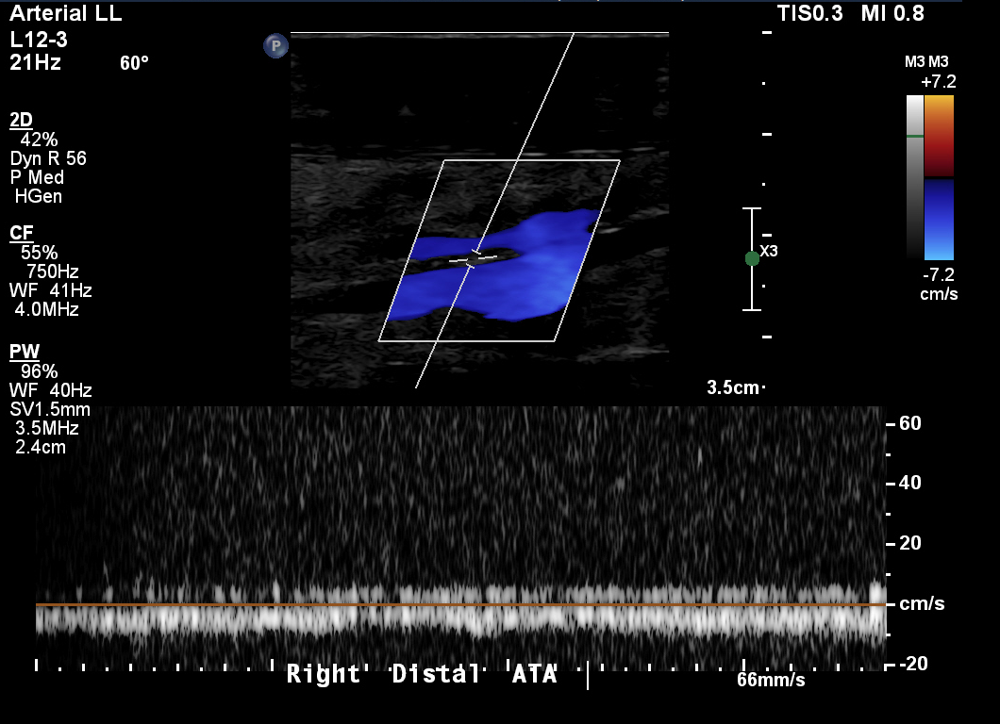 Arterial LL
TIS0.3 MI 0.8
L12-3
21Hz 60°
P
M3 M3
+7.2
2D
42%
Dyn R 56
P Med
HGen
CF
55%
750Hz
WF 41Hz
4.0MHz
X3
-7.2
cm/s
PW
96%
WF 40Hz
SV1.5mm
3.5MHz
2.4cm
3.5cm
60
40
20
cm/s
-20
Right Distal ATA
66mm/s